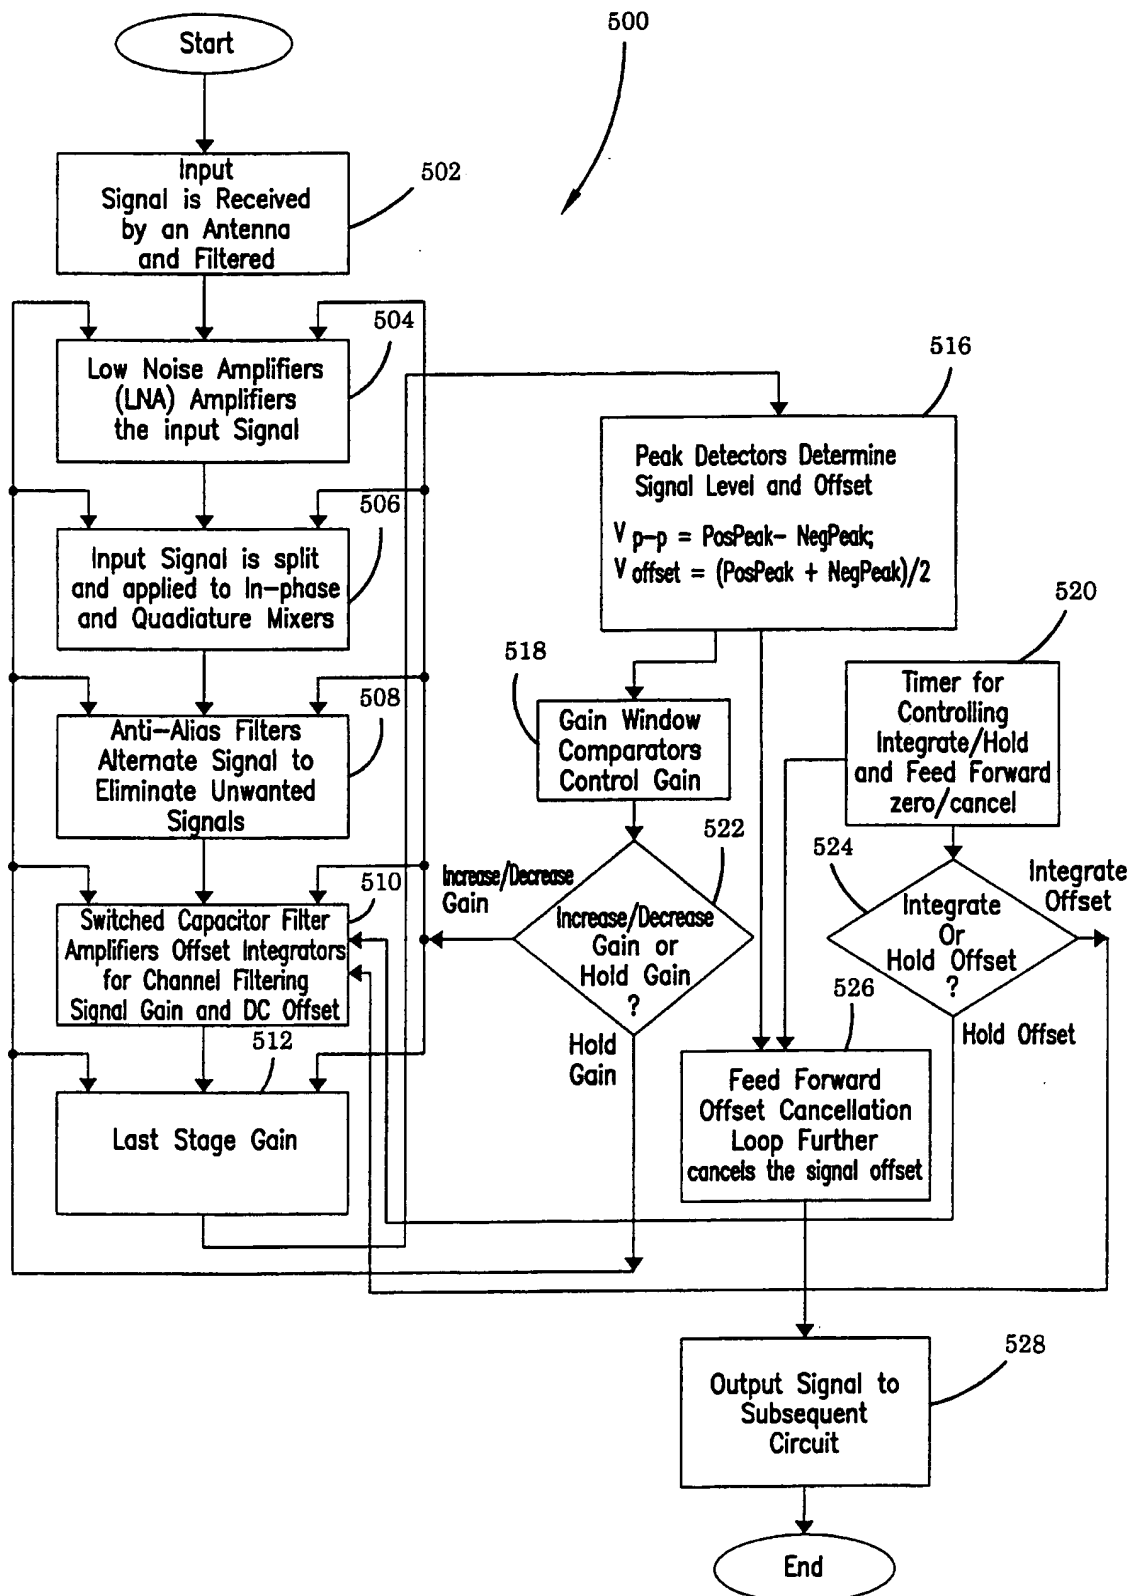 Start
500
Input
Signal is Received
by an Antenna
and Filtered
502
Low Noise Amplifiers
(LNA) Amplifiers
the input Signal
504
Input Signal is split
and applied to In-phase
and Quadiature Mixers
506
Anti-Alias Filters
Alternate Signal to
Eliminate Unwanted
Signals
508
Switched Capacitor Filter
Amplifiers Offset Integrators
for Channel Filtering
Signal Gain and DC Offset
510
Last Stage Gain
512
Peak Detectors Determine
Signal Level and Offset
V p-p = PosPeak- NegPeak;
V offset = (PosPeak + NegPeak)/2
516
Gain Window
Comparators
Control Gain
518
Timer for
Controlling
Integrate/Hold
and Feed Forward
zero/cancel
520
Increase/Decrease
Gain or
Hold Gain
?
522
Increase/Decrease
Gain
Hold
Gain
Integrate
Or
Hold Offset
?
524
Integrate
Offset
Hold Offset
Feed Forward
Offset Cancellation
Loop Further
cancels the signal offset
526
Output Signal to
Subsequent
Circuit
528
End